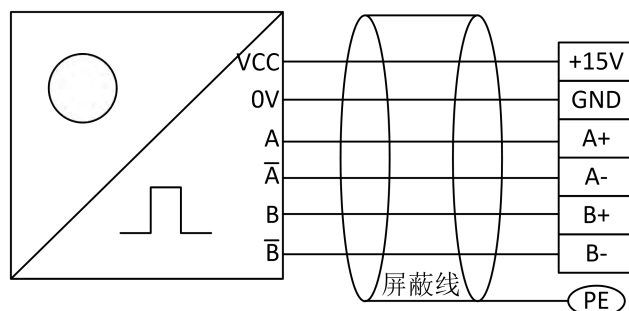 VCC +15V
0V GND
A A+
A̅ A-
B B+
B̅ B-
屏蔽线
PE